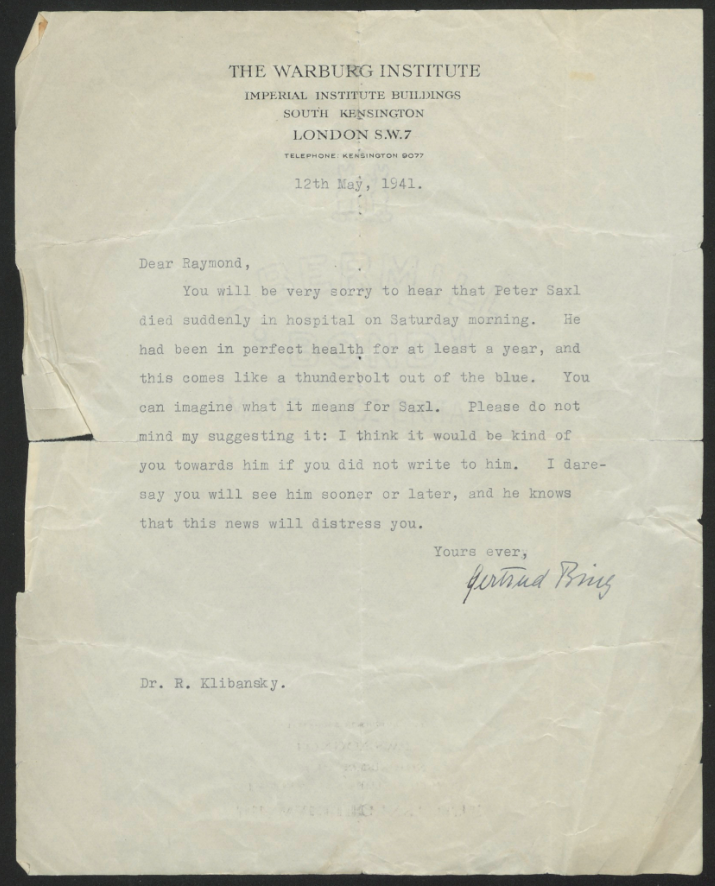 THE WARBURG INSTITUTE
IMPERIAL INSTITUTE BUILDINGS
SOUTH KENSINGTON
LONDON S.W.7
TELEPHONE: KENSINGTON 9077
12th May, 1941.
Dear Raymond,
You will be very sorry to hear that Peter Saxl
died suddenly in hospital on Saturday morning. He
had been in perfect health for at least a year, and
this comes like a thunderbolt out of the blue. You
can imagine what it means for Saxl. Please do not
mind my suggesting it: I think it would be kind of
you towards him if you did not write to him. I dare-
say you will see him sooner or later, and he knows
that this news will distress you.
Yours ever,
Gertrud Bing
Dr. R. Klibansky.